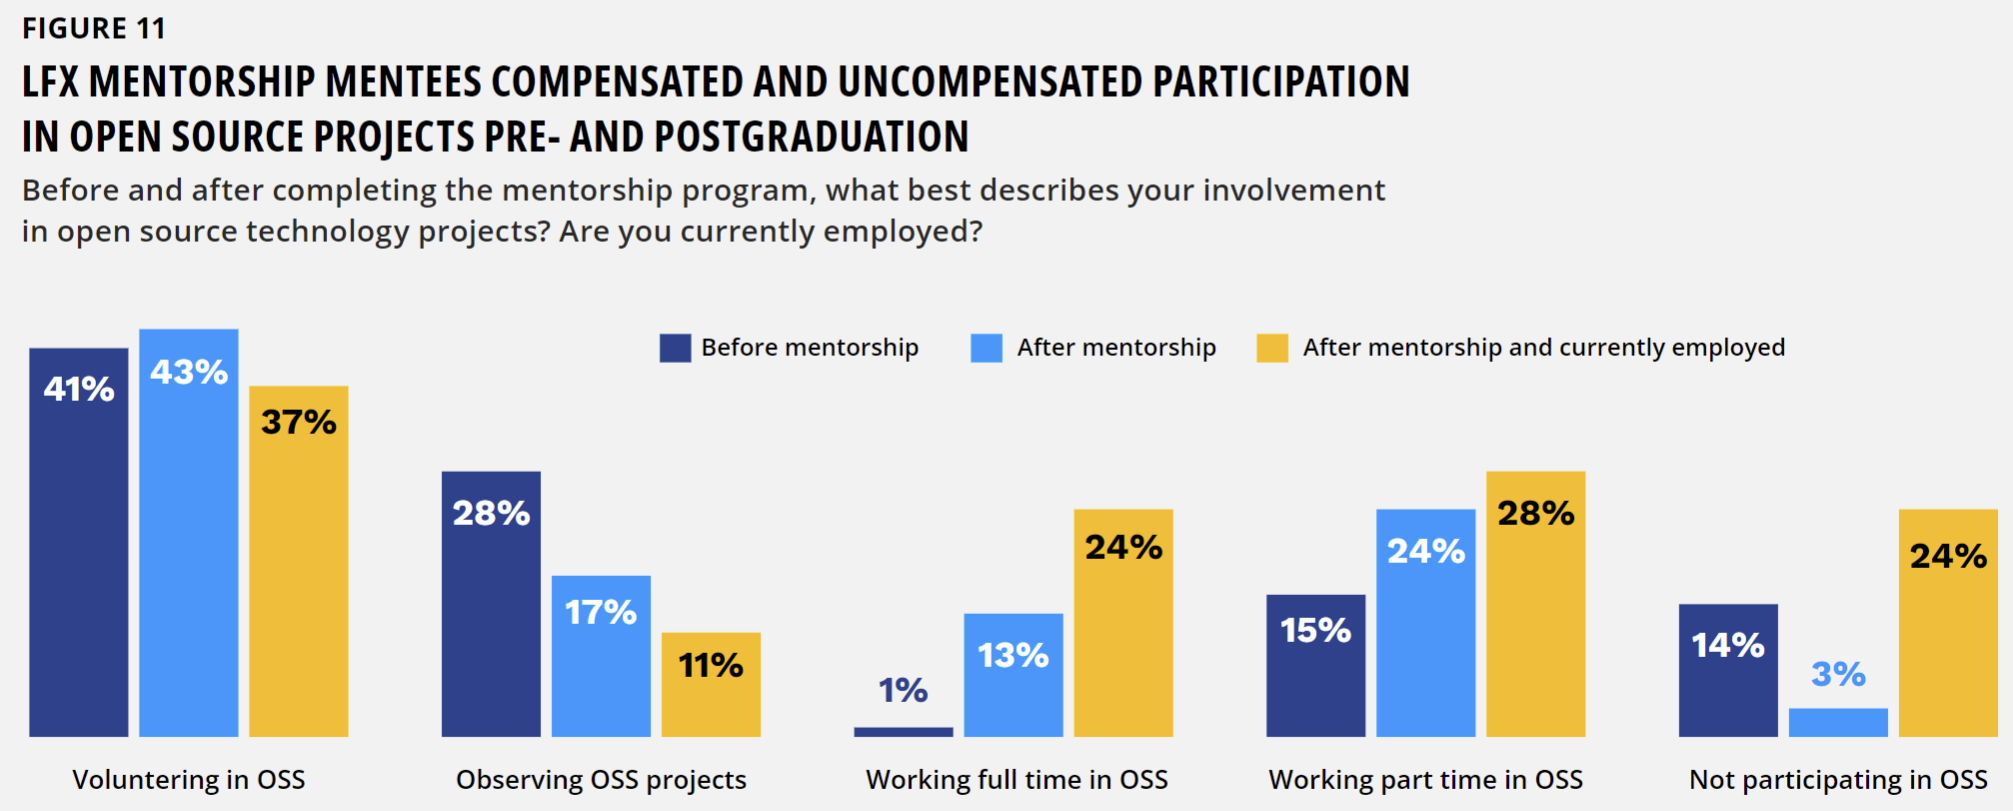 FIGURE 11
LFX MENTORSHIP MENTEES COMPENSATED AND UNCOMPENSATED PARTICIPATION
IN OPEN SOURCE PROJECTS PRE- AND POSTGRADUATION
Before and after completing the mentorship program, what best describes your involvement
in open source technology projects? Are you currently employed?
Before mentorship
After mentorship
After mentorship and currently employed
41%
43%
37%
28%
17%
11%
1%
13%
24%
15%
24%
28%
14%
3%
24%
Voluntering in OSS
Observing OSS projects
Working full time in OSS
Working part time in OSS
Not participating in OSS